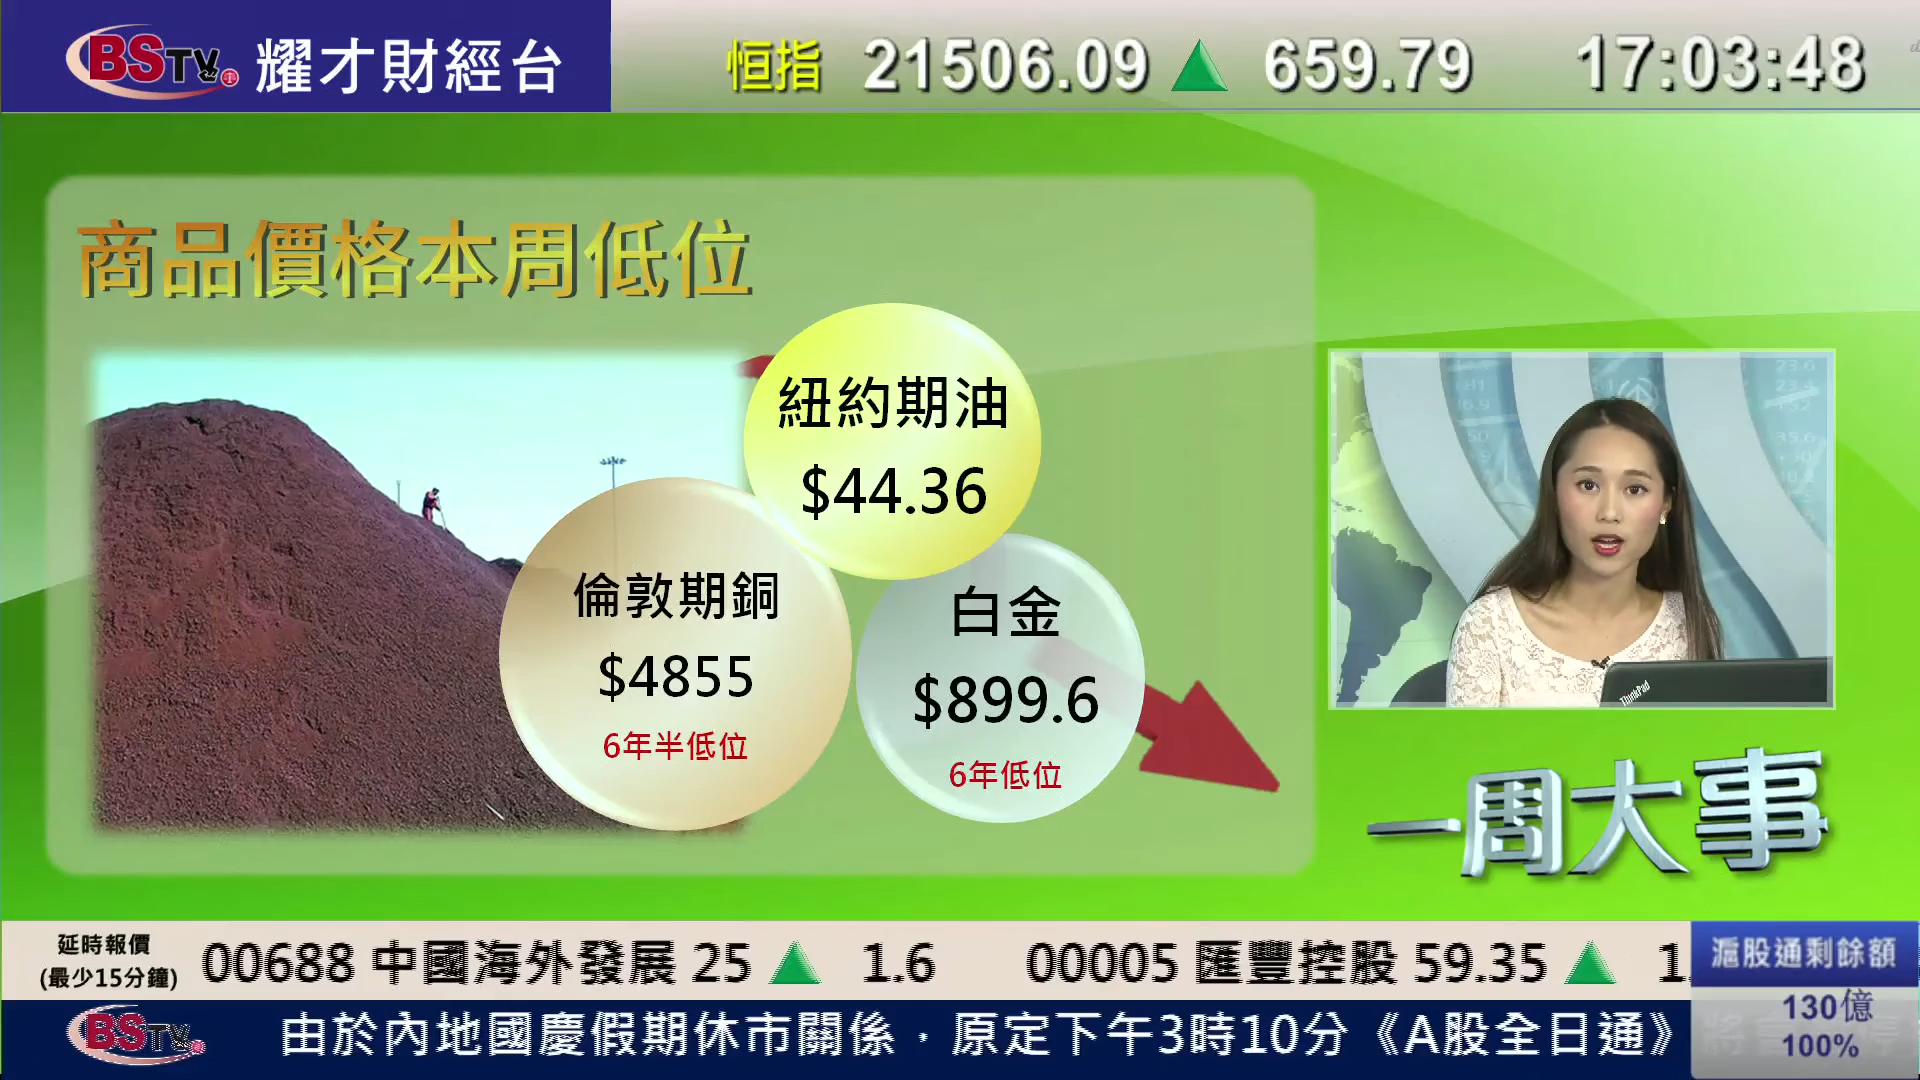 BSTV 耀才財經台
恒指 21506.09 ▲ 659.79 17:03:48
商品價格本周低位
紐約期油
$44.36
倫敦期銅
$4855
6年半低位
白金
$899.6
6年低位
ThinkPad
一周大事
延時報價
(最少15分鐘)
00688 中國海外發展 25 ▲ 1.6 00005 匯豐控股 59.35 ▲ 1.
滬股通剩餘額
130億
100%
BSTV
由於內地國慶假期休市關係，原定下午3時10分《A股全日通》